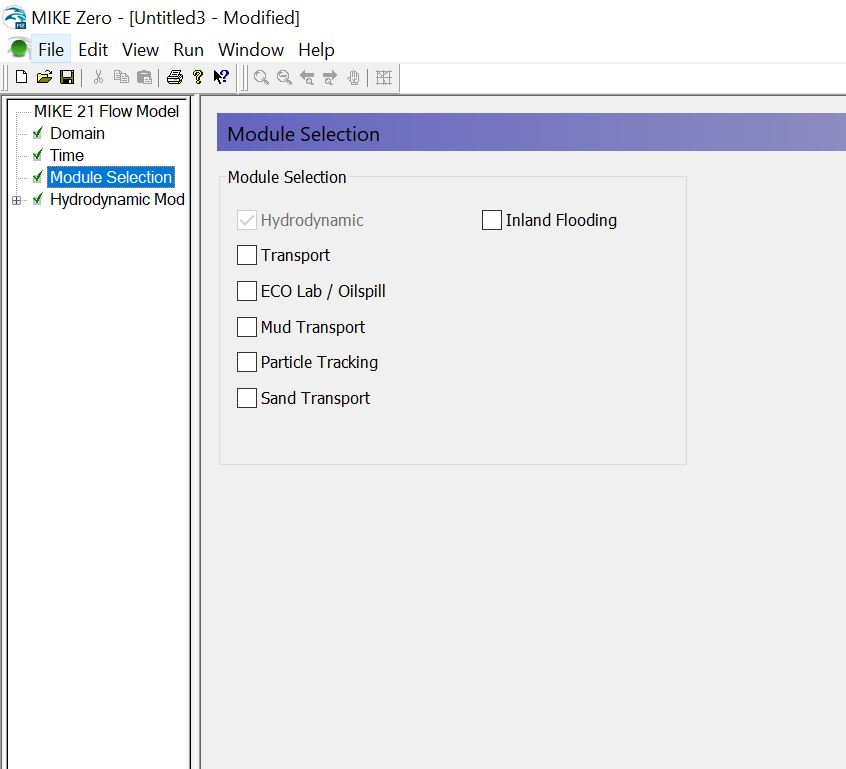 MIKE Zero - [Untitled3 - Modified]
File Edit View Run Window Help
MIKE 21 Flow Model
Domain
Time
Module Selection
Hydrodynamic Mod
Module Selection
Module Selection
Hydrodynamic
Inland Flooding
Transport
ECO Lab / Oilspill
Mud Transport
Particle Tracking
Sand Transport